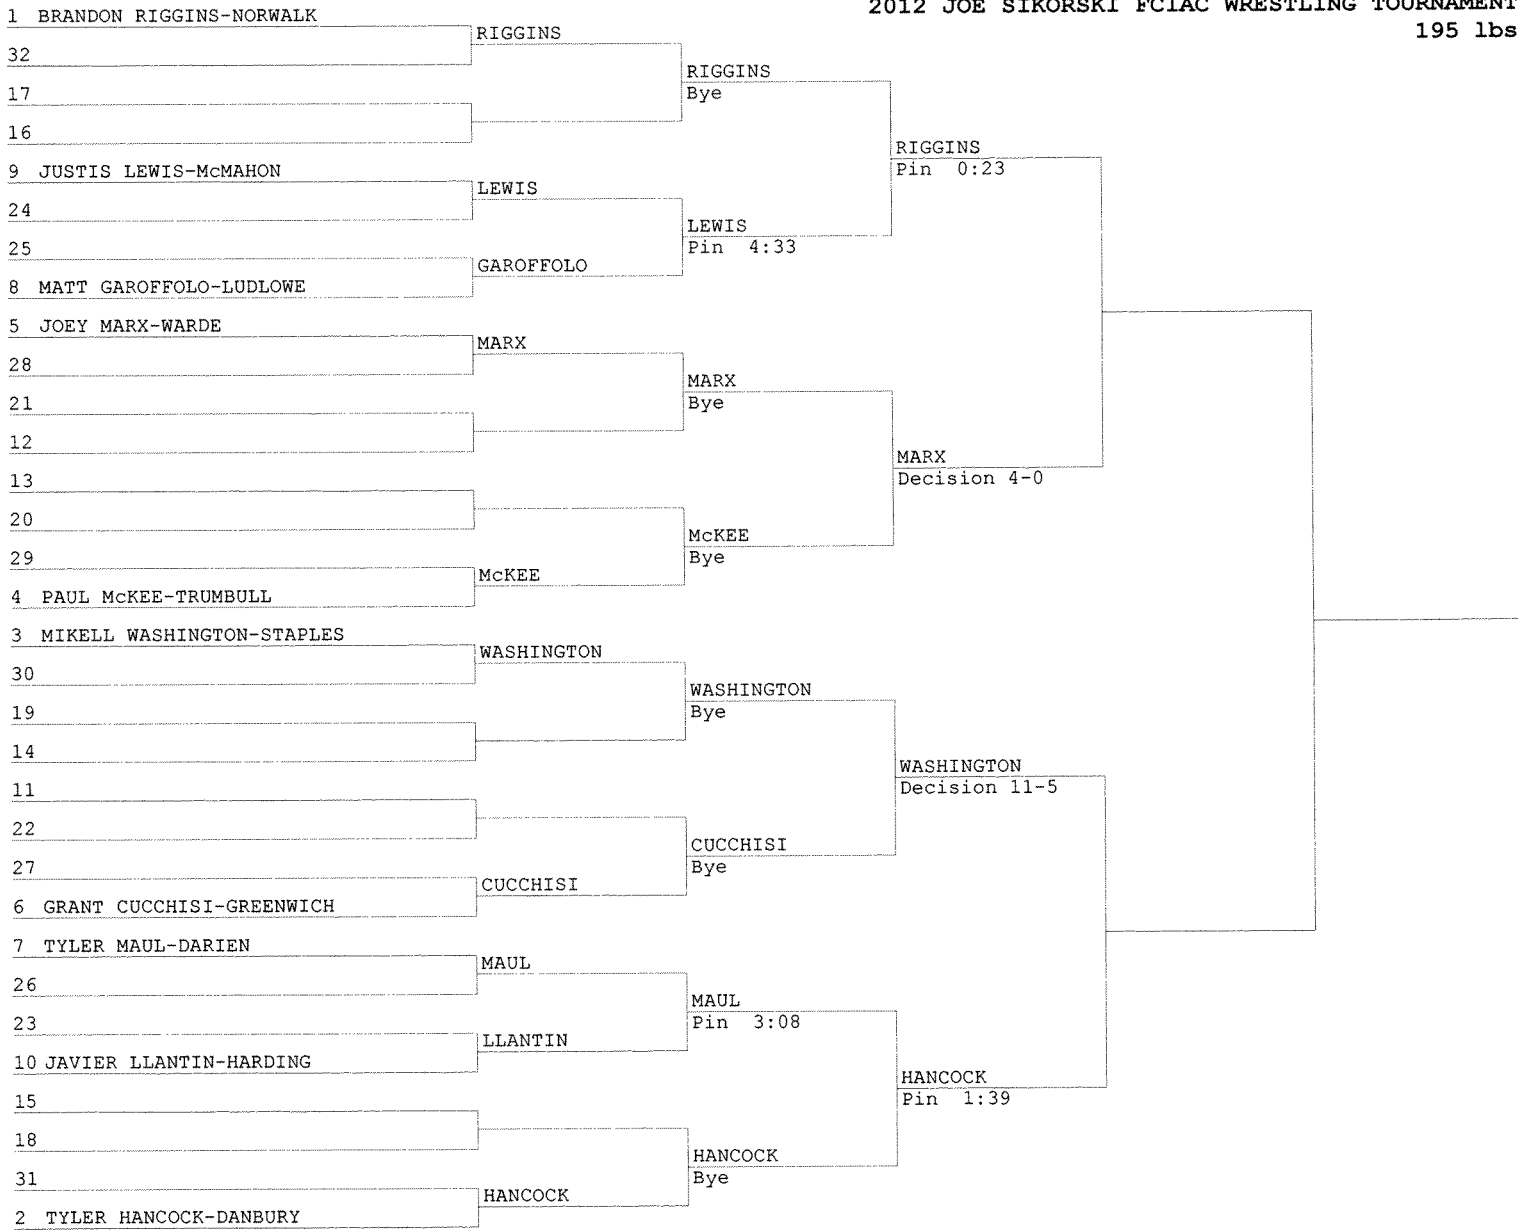 2012 JOE SIKORSKI FCIAC WRESTLING TOURNAMENT
195 lbs
1 BRANDON RIGGINS-NORWALK
RIGGINS
32
RIGGINS
Bye
17
16
RIGGINS
Pin 0:23
9 JUSTIS LEWIS-McMAHON
LEWIS
24
LEWIS
Pin 4:33
25
GAROFFOLO
8 MATT GAROFFOLO-LUDLOWE
5 JOEY MARX-WARDE
MARX
28
MARX
Bye
21
12
MARX
Decision 4-0
13
20
McKEE
Bye
29
McKEE
4 PAUL McKEE-TRUMBULL
3 MIKELL WASHINGTON-STAPLES
WASHINGTON
30
WASHINGTON
Bye
19
14
WASHINGTON
Decision 11-5
11
22
CUCCHISI
Bye
27
CUCCHISI
6 GRANT CUCCHISI-GREENWICH
7 TYLER MAUL-DARIEN
MAUL
26
MAUL
Pin 3:08
23
LLANTIN
10 JAVIER LLANTIN-HARDING
HANCOCK
Pin 1:39
15
18
HANCOCK
Bye
31
HANCOCK
2 TYLER HANCOCK-DANBURY